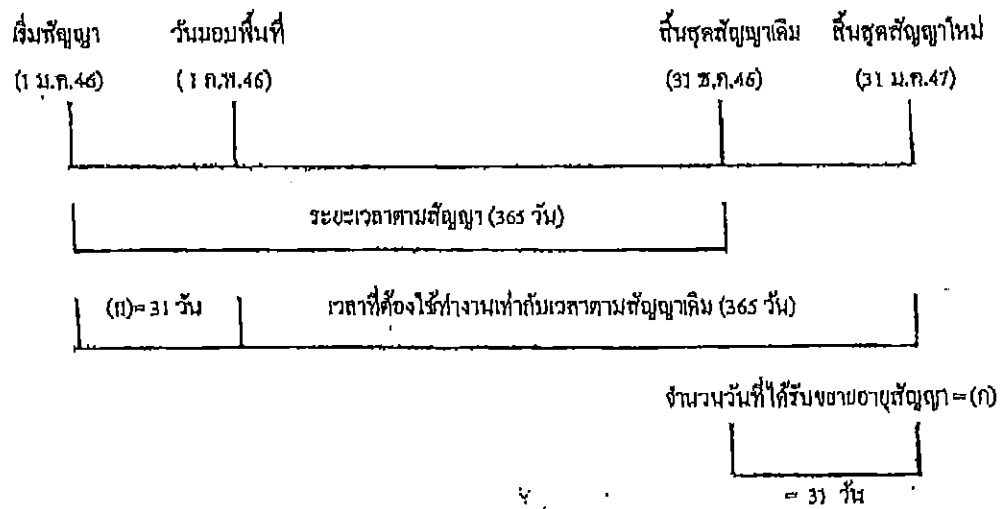 เริ่มสัญญา วันมอบพื้นที่ สิ้นสุดสัญญาเดิม สิ้นสุดสัญญาใหม่
(1 ม.ค.46) (1 ก.พ.46) (31 ธ.ค.46) (31 ม.ค.47)
ระยะเวลาตามสัญญา (365 วัน)
(ก)= 31 วัน เวลาที่ต้องใช้ทำงานเท่ากับเวลาตามสัญญาเดิม (365 วัน)
จำนวนวันที่ได้รับขยายอายุสัญญา = (ก)
= 31 วัน